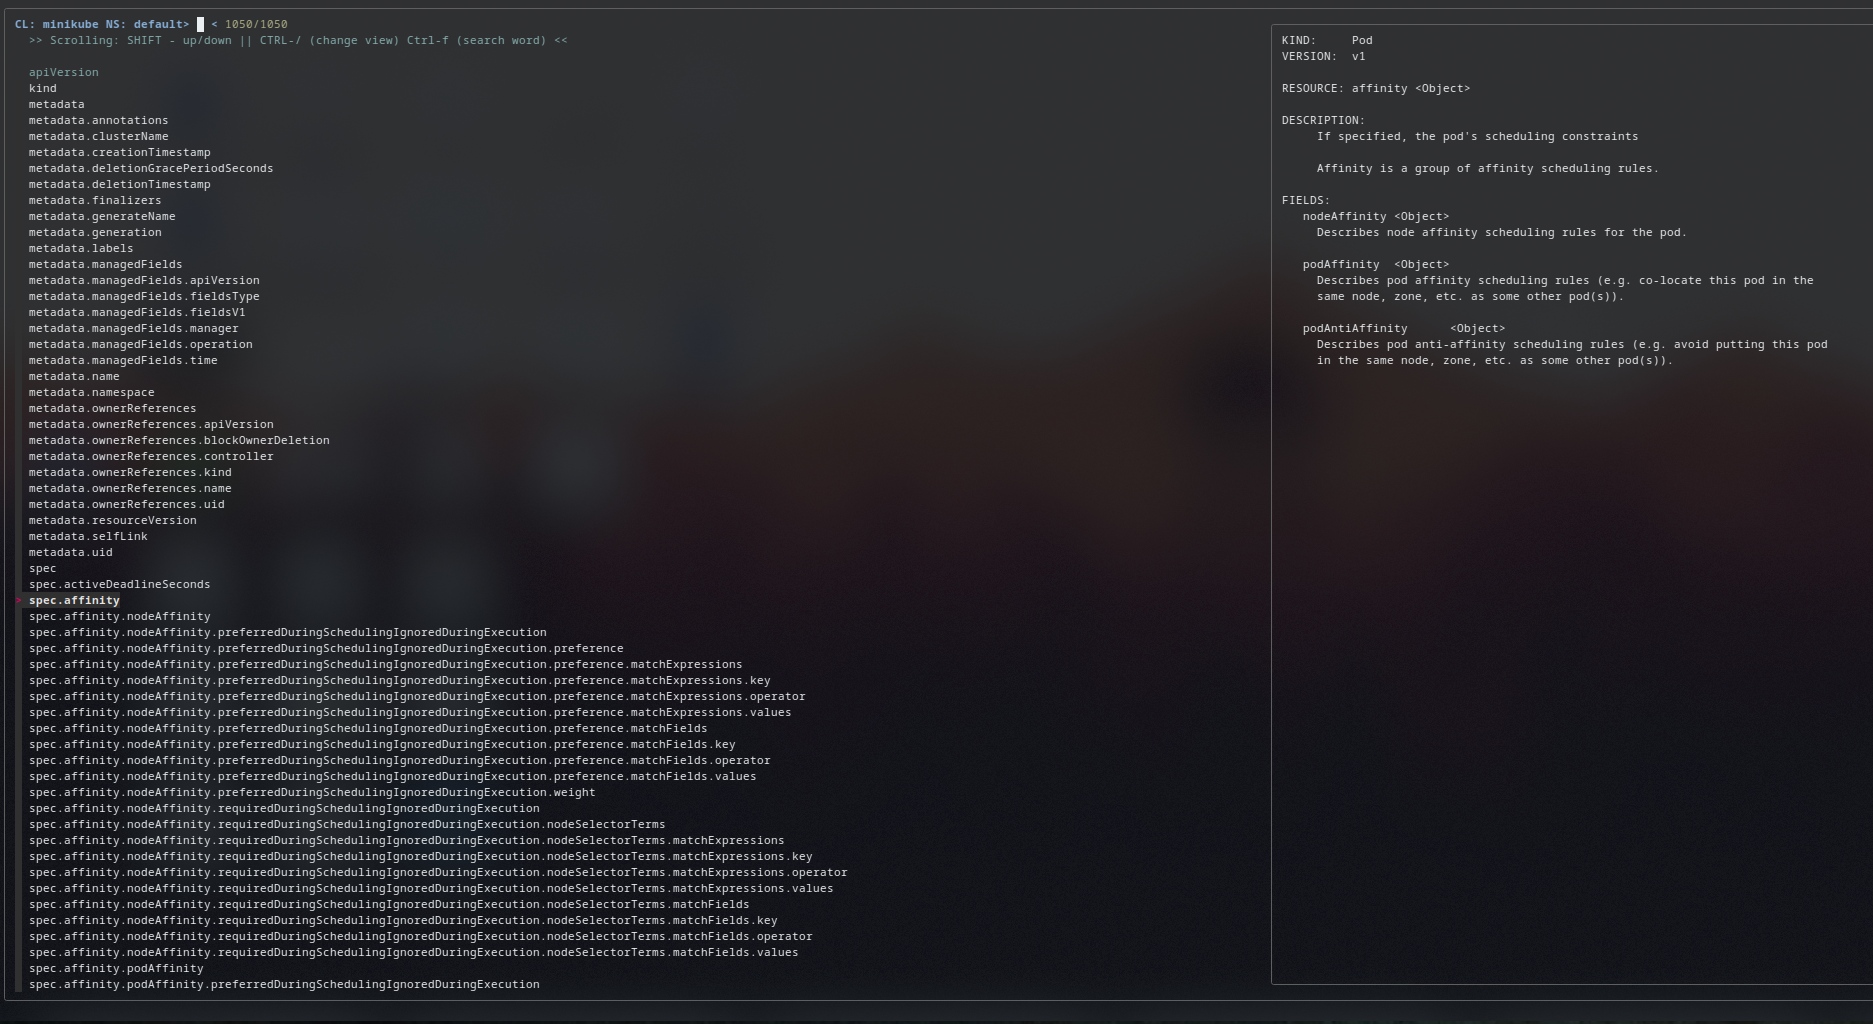 CL: minikube NS: default> < 1050/1050
>> Scrolling: SHIFT - up/down || CTRL-/ (change view) Ctrl-f (search word) <<
apiVersion
kind
metadata
metadata.annotations
metadata.clusterName
metadata.creationTimestamp
metadata.deletionGracePeriodSeconds
metadata.deletionTimestamp
metadata.finalizers
metadata.generateName
metadata.generation
metadata.labels
metadata.managedFields
metadata.managedFields.apiVersion
metadata.managedFields.fieldsType
metadata.managedFields.fieldsV1
metadata.managedFields.manager
metadata.managedFields.operation
metadata.managedFields.time
metadata.name
metadata.namespace
metadata.ownerReferences
metadata.ownerReferences.apiVersion
metadata.ownerReferences.blockOwnerDeletion
metadata.ownerReferences.controller
metadata.ownerReferences.kind
metadata.ownerReferences.name
metadata.ownerReferences.uid
metadata.resourceVersion
metadata.selfLink
metadata.uid
spec
spec.activeDeadlineSeconds
> spec.affinity
spec.affinity.nodeAffinity
spec.affinity.nodeAffinity.preferredDuringSchedulingIgnoredDuringExecution
spec.affinity.nodeAffinity.preferredDuringSchedulingIgnoredDuringExecution.preference
spec.affinity.nodeAffinity.preferredDuringSchedulingIgnoredDuringExecution.preference.matchExpressions
spec.affinity.nodeAffinity.preferredDuringSchedulingIgnoredDuringExecution.preference.matchExpressions.key
spec.affinity.nodeAffinity.preferredDuringSchedulingIgnoredDuringExecution.preference.matchExpressions.operator
spec.affinity.nodeAffinity.preferredDuringSchedulingIgnoredDuringExecution.preference.matchExpressions.values
spec.affinity.nodeAffinity.preferredDuringSchedulingIgnoredDuringExecution.preference.matchFields
spec.affinity.nodeAffinity.preferredDuringSchedulingIgnoredDuringExecution.preference.matchFields.key
spec.affinity.nodeAffinity.preferredDuringSchedulingIgnoredDuringExecution.preference.matchFields.operator
spec.affinity.nodeAffinity.preferredDuringSchedulingIgnoredDuringExecution.preference.matchFields.values
spec.affinity.nodeAffinity.preferredDuringSchedulingIgnoredDuringExecution.weight
spec.affinity.nodeAffinity.requiredDuringSchedulingIgnoredDuringExecution
spec.affinity.nodeAffinity.requiredDuringSchedulingIgnoredDuringExecution.nodeSelectorTerms
spec.affinity.nodeAffinity.requiredDuringSchedulingIgnoredDuringExecution.nodeSelectorTerms.matchExpressions
spec.affinity.nodeAffinity.requiredDuringSchedulingIgnoredDuringExecution.nodeSelectorTerms.matchExpressions.key
spec.affinity.nodeAffinity.requiredDuringSchedulingIgnoredDuringExecution.nodeSelectorTerms.matchExpressions.operator
spec.affinity.nodeAffinity.requiredDuringSchedulingIgnoredDuringExecution.nodeSelectorTerms.matchExpressions.values
spec.affinity.nodeAffinity.requiredDuringSchedulingIgnoredDuringExecution.nodeSelectorTerms.matchFields
spec.affinity.nodeAffinity.requiredDuringSchedulingIgnoredDuringExecution.nodeSelectorTerms.matchFields.key
spec.affinity.nodeAffinity.requiredDuringSchedulingIgnoredDuringExecution.nodeSelectorTerms.matchFields.operator
spec.affinity.nodeAffinity.requiredDuringSchedulingIgnoredDuringExecution.nodeSelectorTerms.matchFields.values
spec.affinity.podAffinity
spec.affinity.podAffinity.preferredDuringSchedulingIgnoredDuringExecution
KIND: Pod
VERSION: v1
RESOURCE: affinity <Object>
DESCRIPTION:
If specified, the pod's scheduling constraints
Affinity is a group of affinity scheduling rules.
FIELDS:
nodeAffinity <Object>
Describes node affinity scheduling rules for the pod.
podAffinity <Object>
Describes pod affinity scheduling rules (e.g. co-locate this pod in the
same node, zone, etc. as some other pod(s)).
podAntiAffinity <Object>
Describes pod anti-affinity scheduling rules (e.g. avoid putting this pod
in the same node, zone, etc. as some other pod(s)).